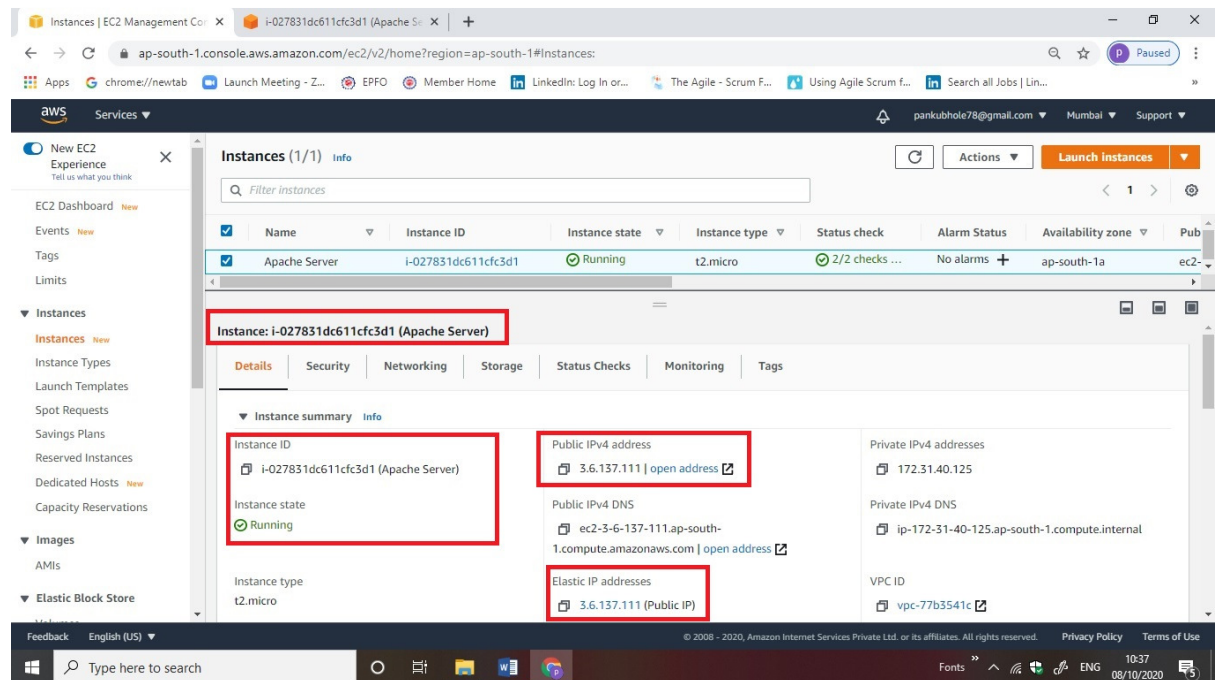 Instances | EC2 Management Cor
i-027831dc611cfc3d1 (Apache Se
ap-south-1.console.aws.amazon.com/ec2/v2/home?region=ap-south-1#Instances:
P Paused
Apps chrome://newtab Launch Meeting - Z... EPFO Member Home LinkedIn: Log In or... The Agile - Scrum F... Using Agile Scrum f... Search all Jobs | Lin... »
aws Services ▼ pankubhole78@gmail.com ▼ Mumbai ▼ Support ▼
New EC2
Experience
Tell us what you think
EC2 Dashboard New
Events New
Tags
Limits
▼ Instances
Instances New
Instance Types
Launch Templates
Spot Requests
Savings Plans
Reserved Instances
Dedicated Hosts New
Capacity Reservations
▼ Images
AMIs
▼ Elastic Block Store
Instances (1/1) Info
Actions ▼ Launch instances ▼
Filter instances
< 1 >
Name Instance ID Instance state Instance type Status check Alarm Status Availability zone Pub
Apache Server i-027831dc611cfc3d1 Running t2.micro 2/2 checks ... No alarms + ap-south-1a ec2-
Instance: i-027831dc611cfc3d1 (Apache Server)
Details Security Networking Storage Status Checks Monitoring Tags
▼ Instance summary Info
Instance ID
i-027831dc611cfc3d1 (Apache Server)
Public IPv4 address
3.6.137.111 | open address
Private IPv4 addresses
172.31.40.125
Instance state
Running
Public IPv4 DNS
ec2-3-6-137-111.ap-south-
1.compute.amazonaws.com | open address
Private IPv4 DNS
ip-172-31-40-125.ap-south-1.compute.internal
Instance type
t2.micro
Elastic IP addresses
3.6.137.111 (Public IP)
VPC ID
vpc-77b3541c
Feedback English (US) ▼ © 2008 - 2020, Amazon Internet Services Private Ltd. or its affiliates. All rights reserved. Privacy Policy Terms of Use
Type here to search
Fonts » ENG
10:37
08/10/2020
5